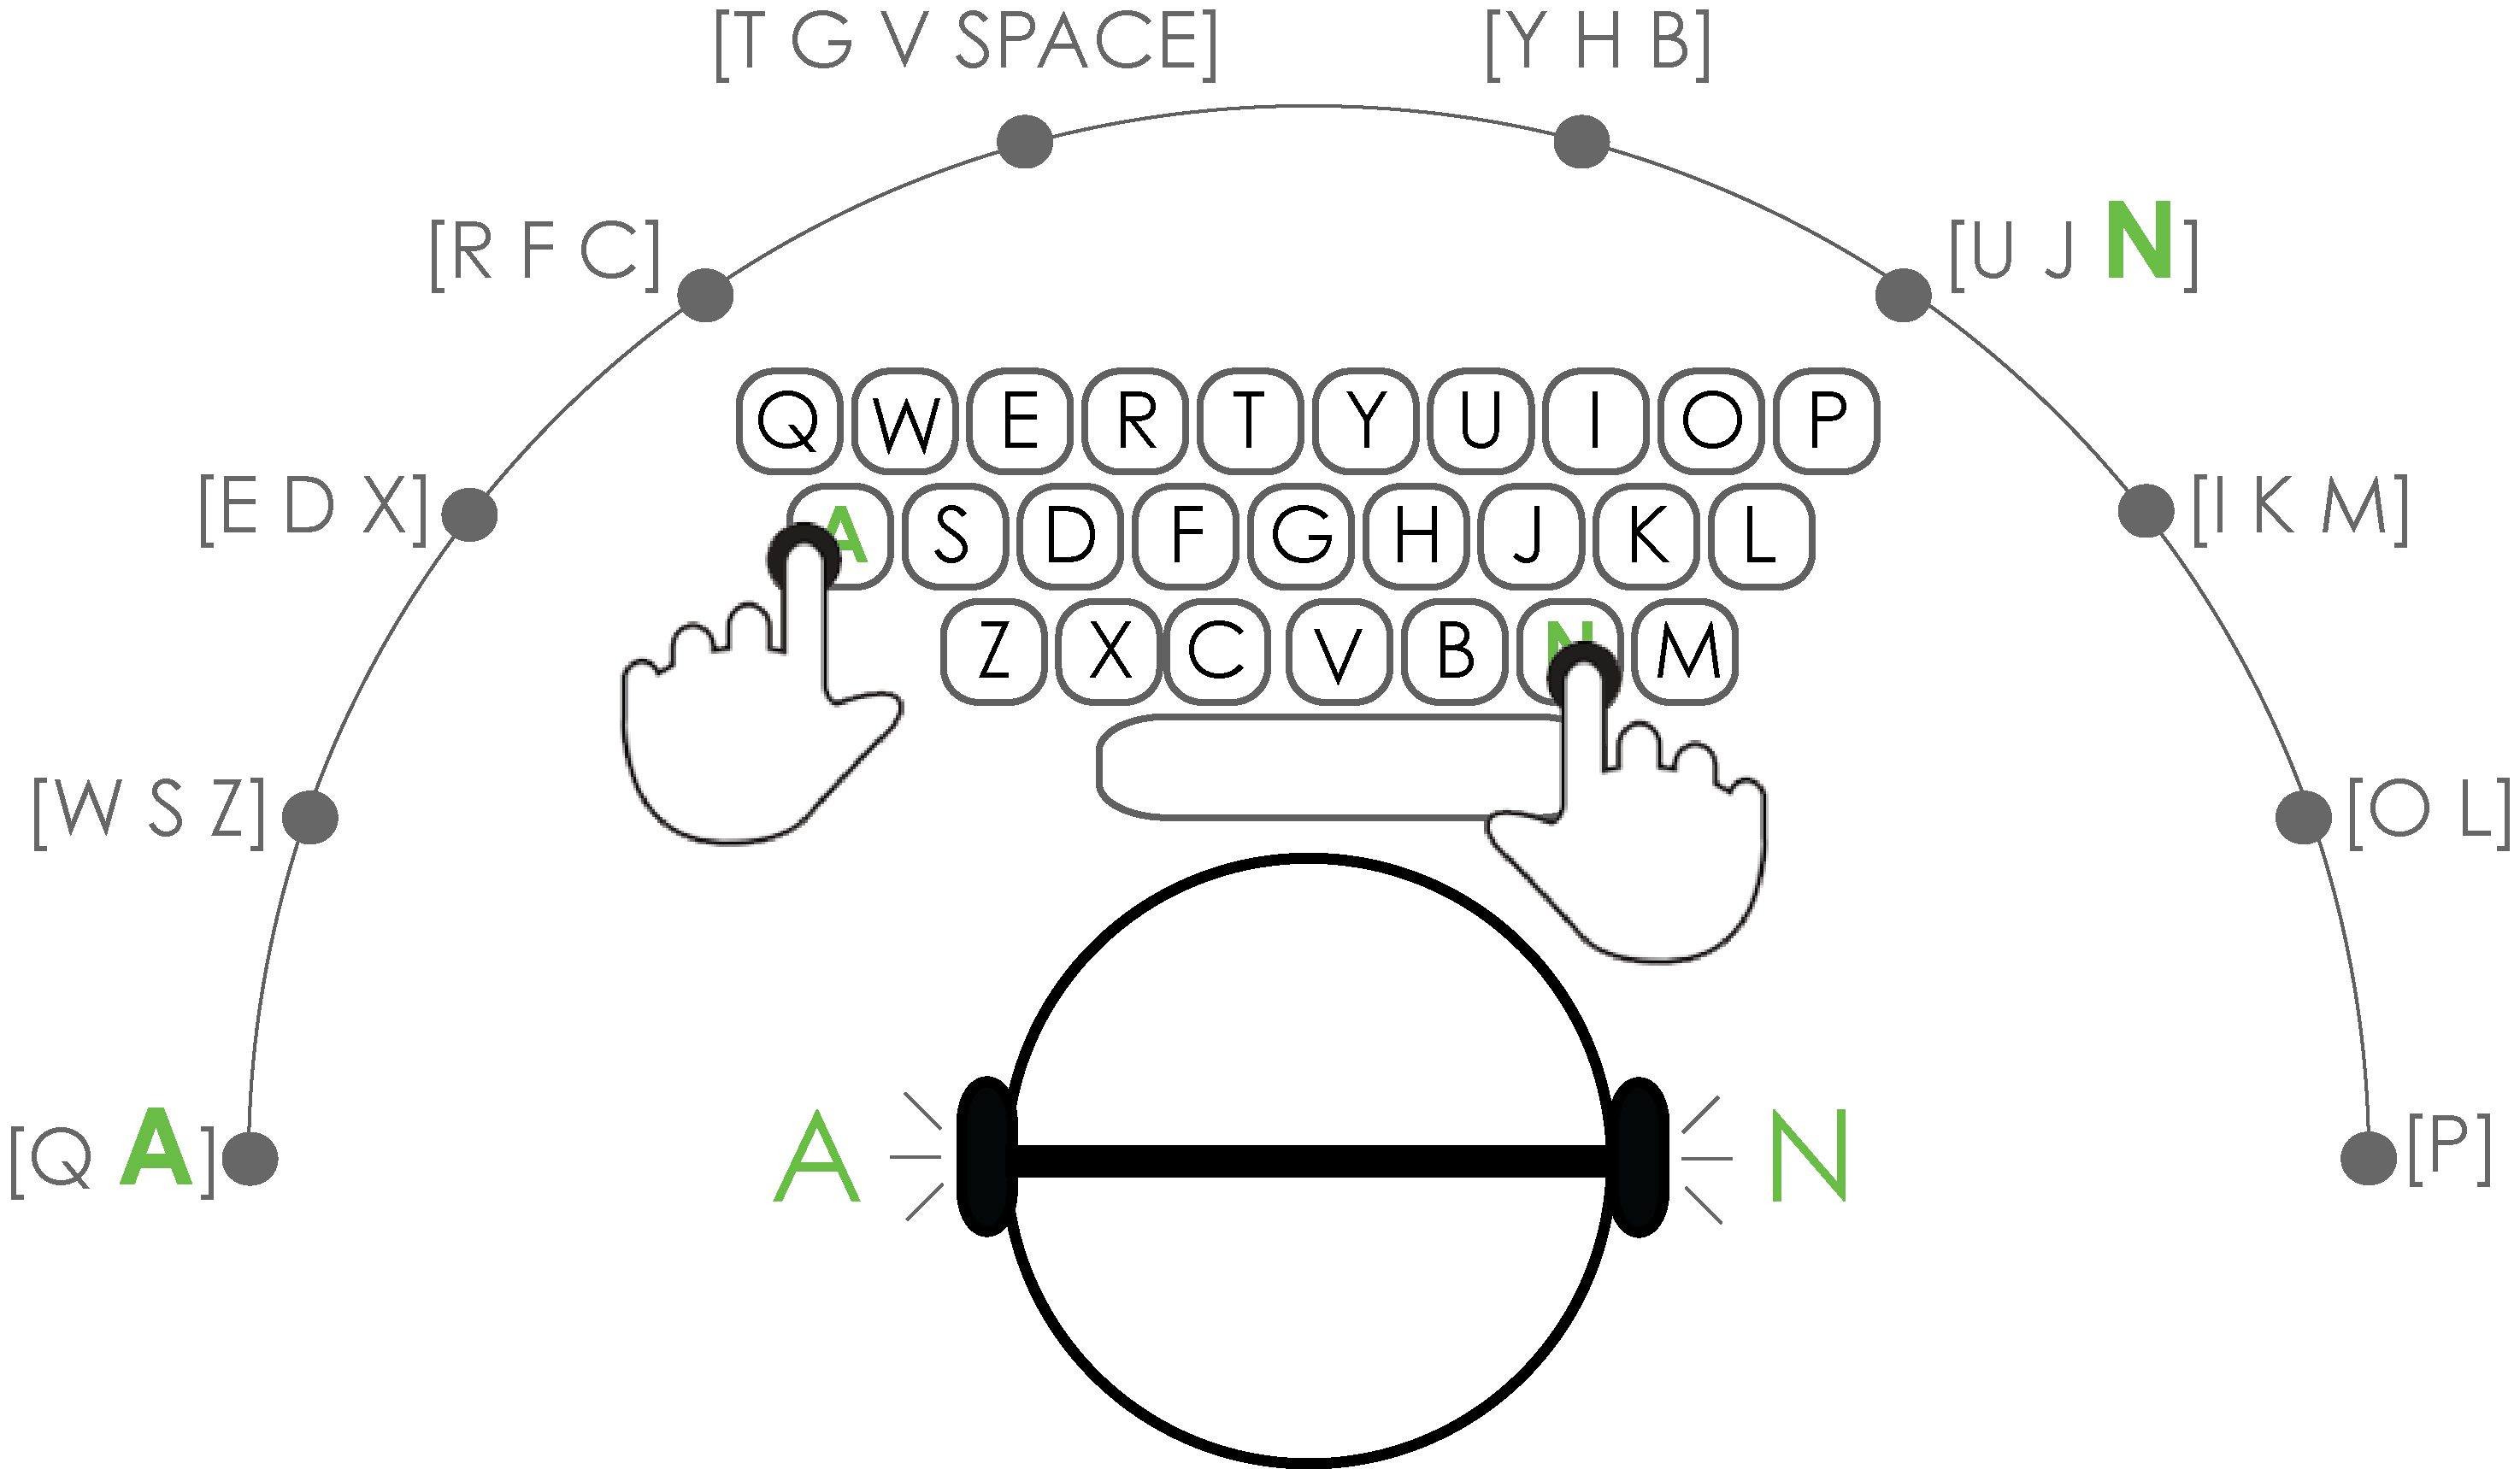 [T G V SPACE] [Y H B]
[R F C] [U J N]
Q W E R T Y U I O P
[E D X] A S D F G H J K L [I K M]
Z X C V B N M
[W S Z] [O L]
[Q A] A N [P]